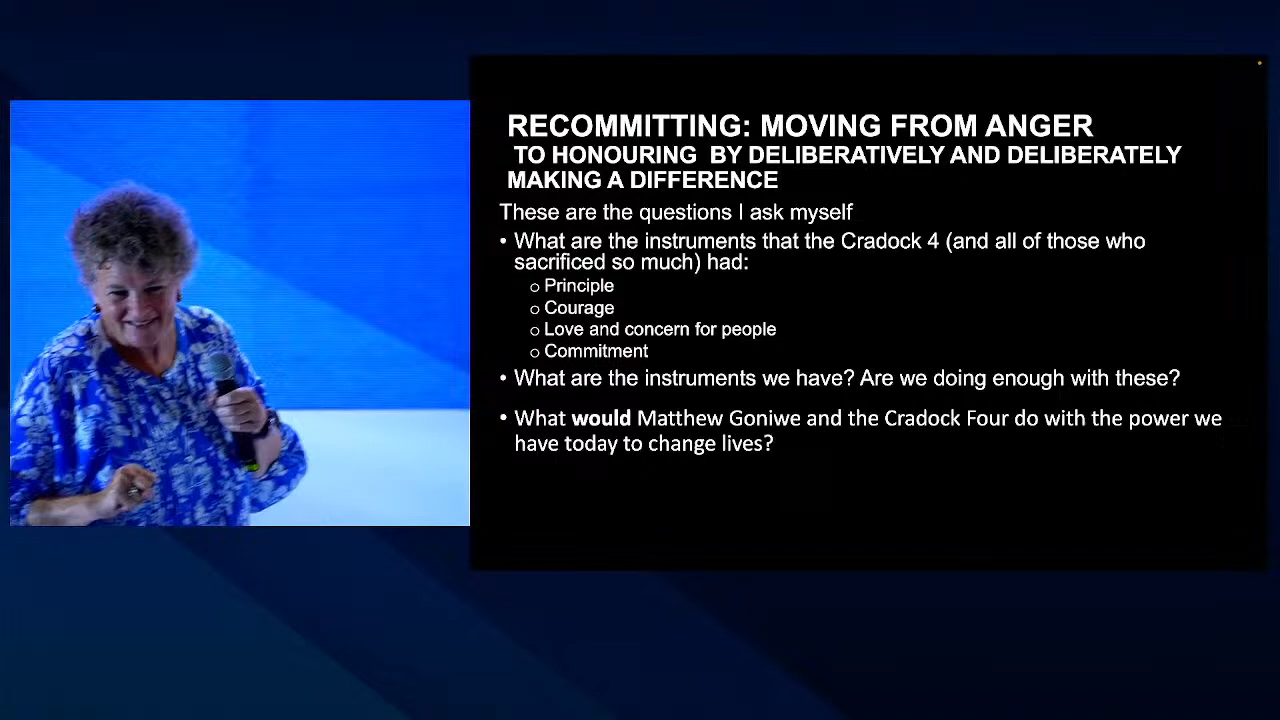 RECOMMITTING: MOVING FROM ANGER
TO HONOURING BY DELIBERATIVELY AND DELIBERATELY
MAKING A DIFFERENCE
These are the questions I ask myself
• What are the instruments that the Cradock 4 (and all of those who
sacrificed so much) had:
o Principle
o Courage
o Love and concern for people
o Commitment
• What are the instruments we have? Are we doing enough with these?
• What would Matthew Goniwe and the Cradock Four do with the power we
have today to change lives?